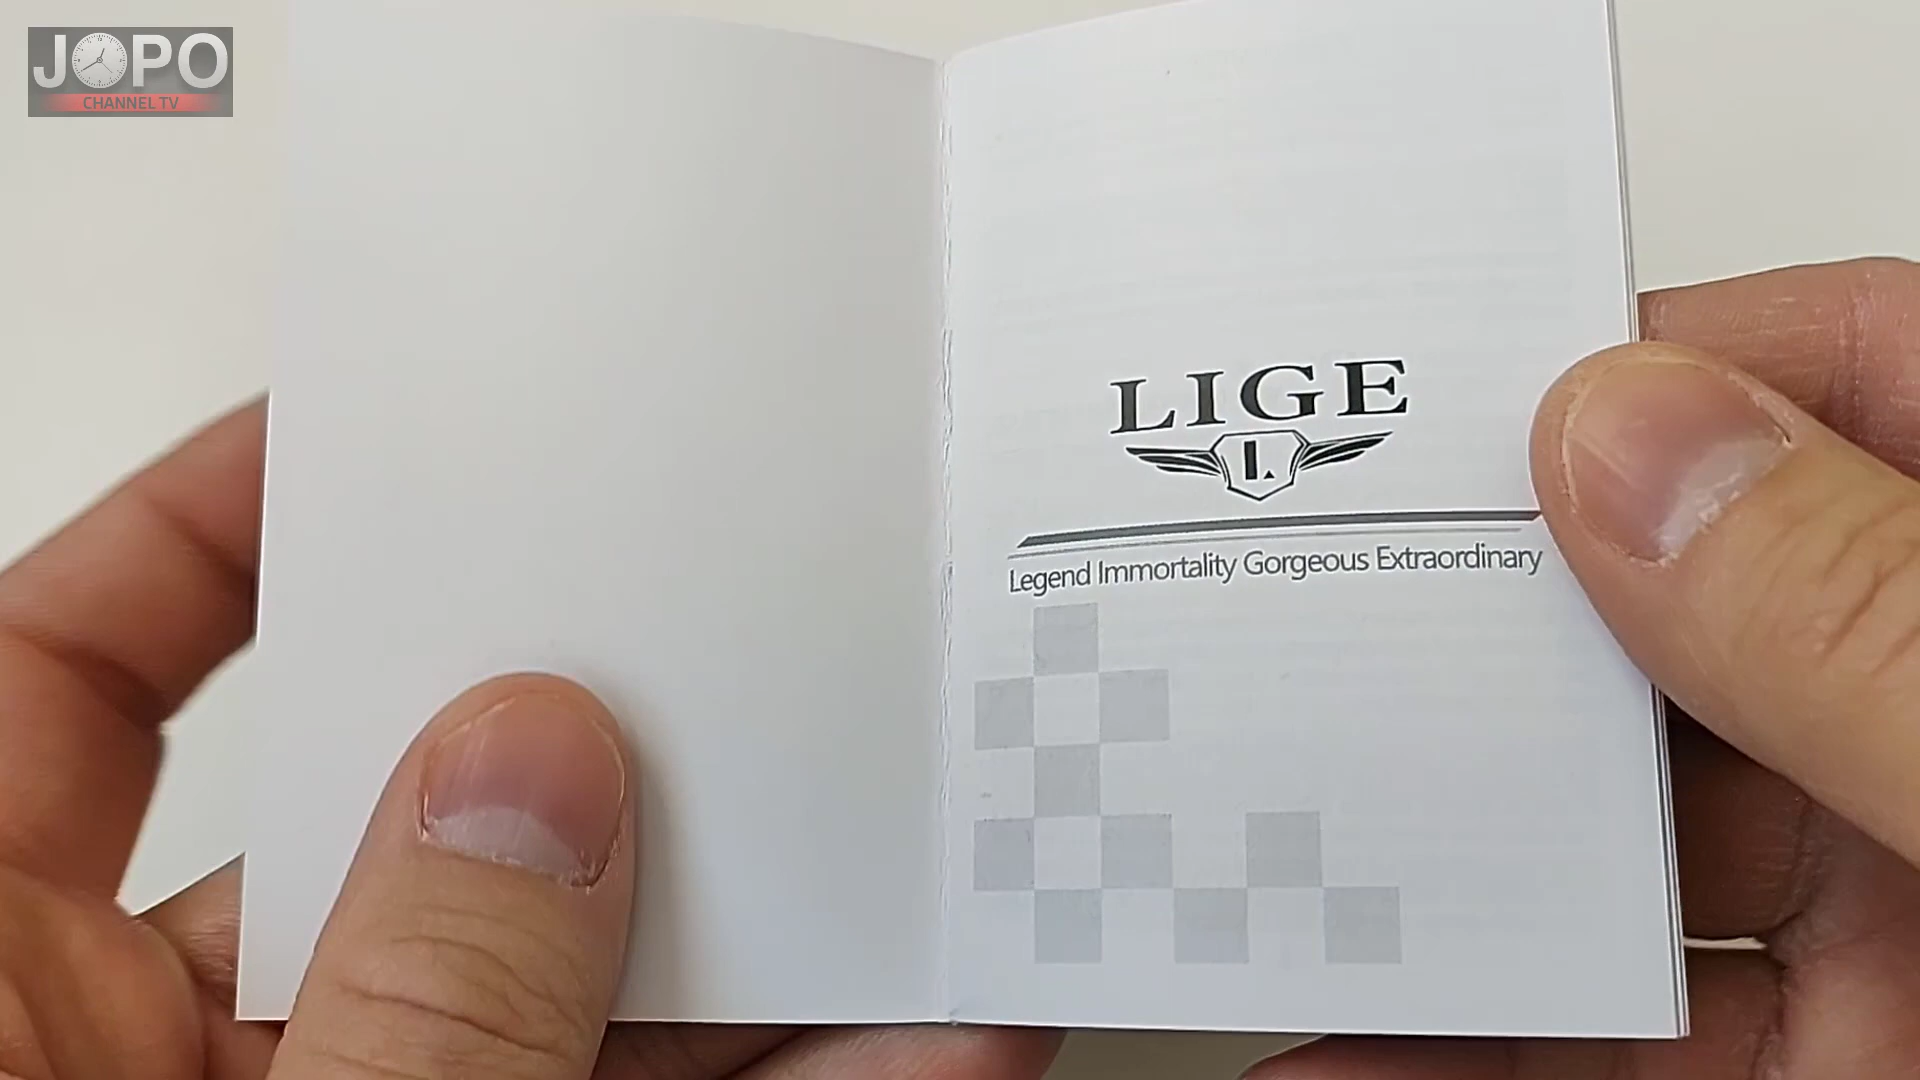 JOPO
CHANNEL TV
LIGE
L
Legend Immortality Gorgeous Extraordinary